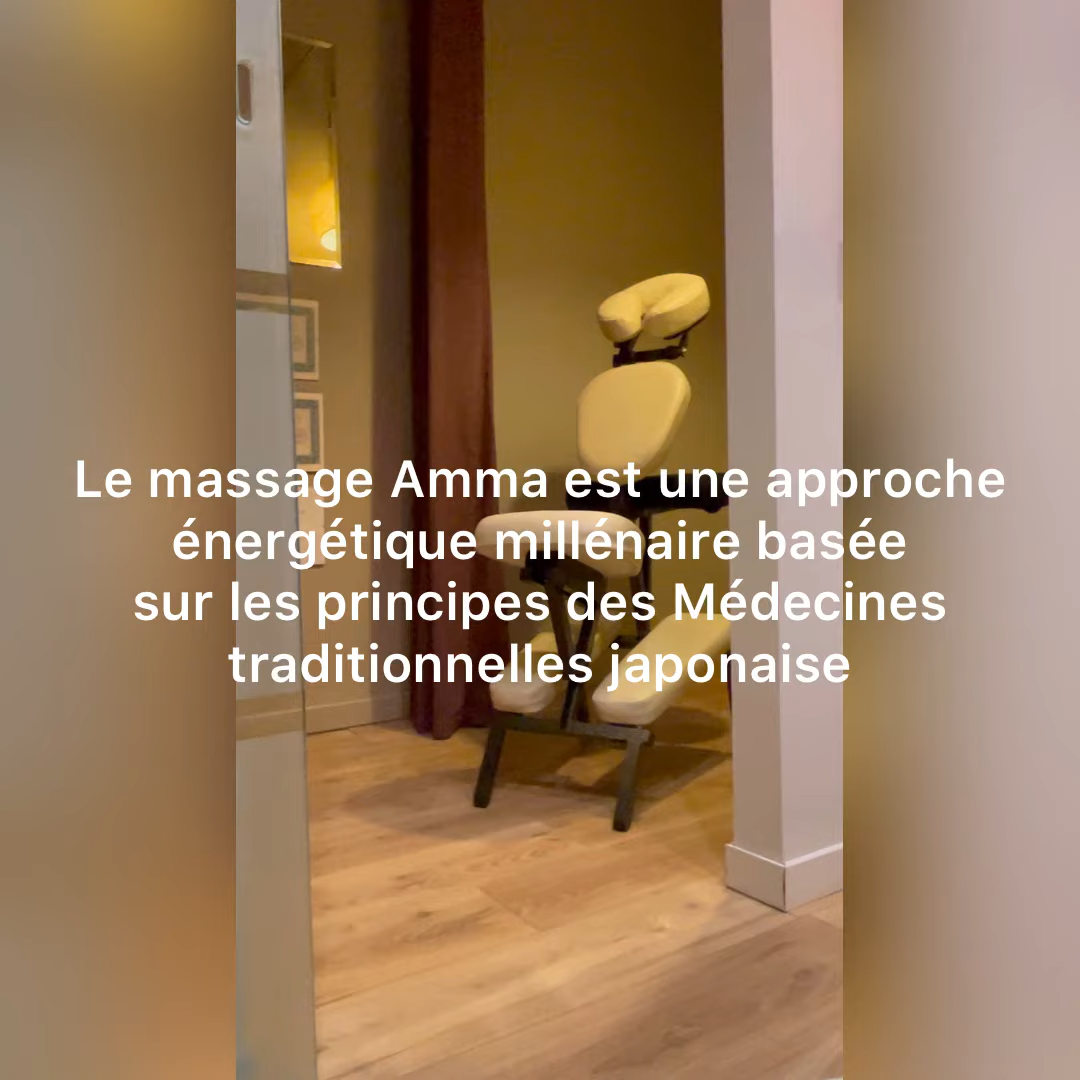 Le massage Amma est une approche
énergétique millénaire basée
sur les principes des Médecines
traditionnelles japonaise